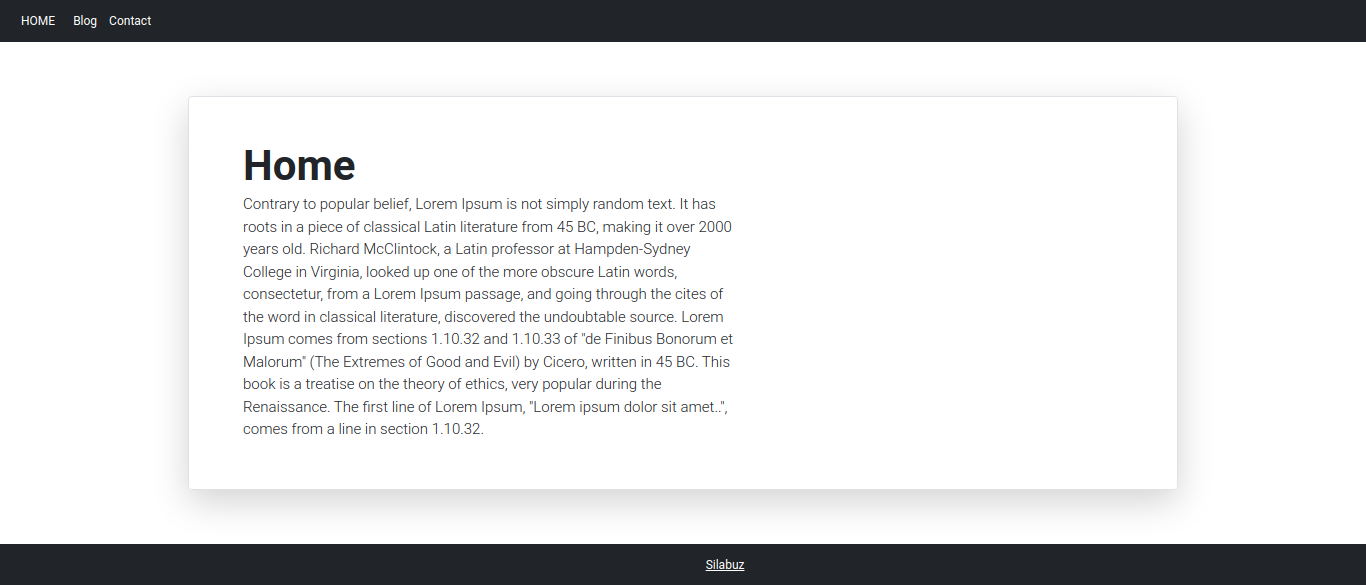 HOME Blog Contact
Home
Contrary to popular belief, Lorem Ipsum is not simply random text. It has
roots in a piece of classical Latin literature from 45 BC, making it over 2000
years old. Richard McClintock, a Latin professor at Hampden-Sydney
College in Virginia, looked up one of the more obscure Latin words,
consectetur, from a Lorem Ipsum passage, and going through the cites of
the word in classical literature, discovered the undoubtable source. Lorem
Ipsum comes from sections 1.10.32 and 1.10.33 of "de Finibus Bonorum et
Malorum" (The Extremes of Good and Evil) by Cicero, written in 45 BC. This
book is a treatise on the theory of ethics, very popular during the
Renaissance. The first line of Lorem Ipsum, "Lorem ipsum dolor sit amet..",
comes from a line in section 1.10.32.
Silabuz